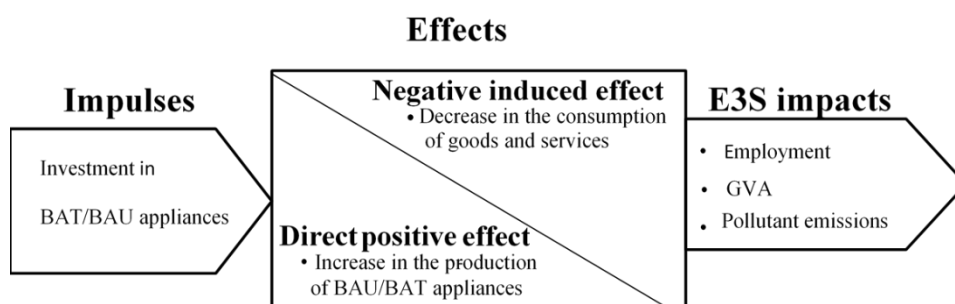 Effects
Impulses
Investment in
BAT/BAU appliances
Negative induced effect
• Decrease in the consumption
of goods and services
Direct positive effect
• Increase in the production
of BAU/BAT appliances
E3S impacts
• Employment
• GVA
• Pollutant emissions